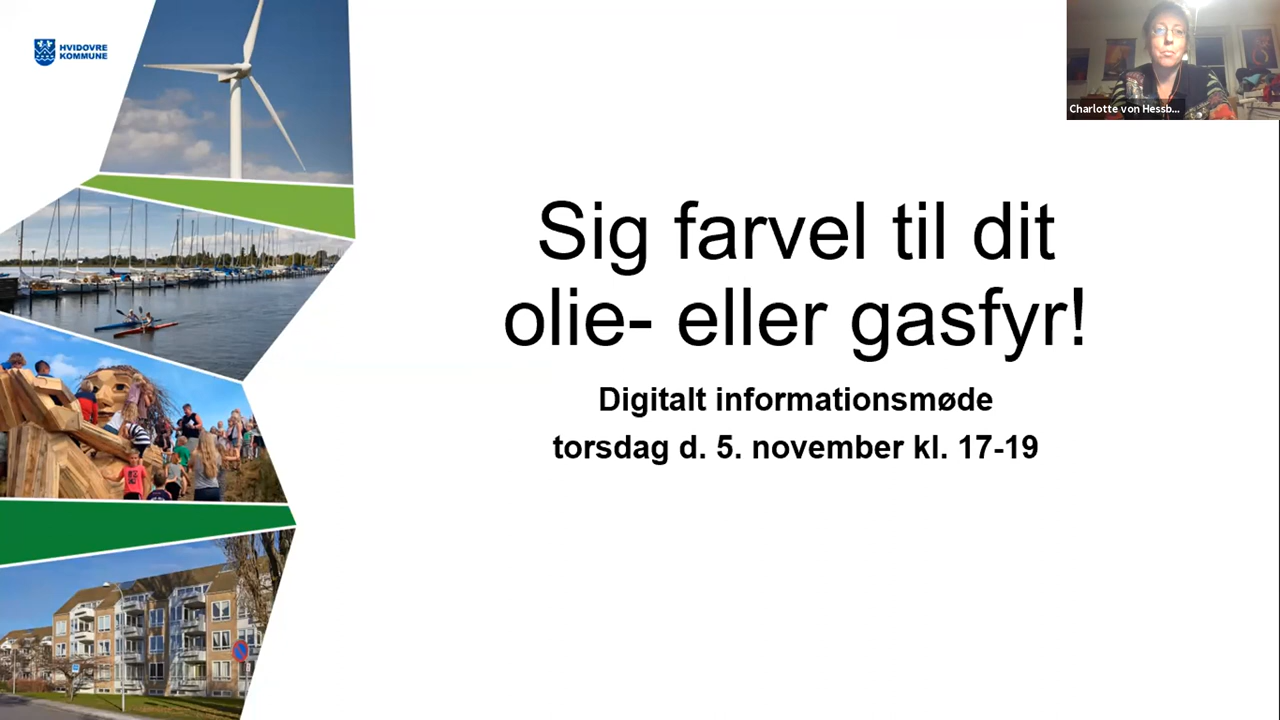 HVIDOVRE
KOMMUNE
Charlotte von Hessb...
Sig farvel til dit
olie- eller gasfyr!
Digitalt informationsmøde
torsdag d. 5. november kl. 17-19